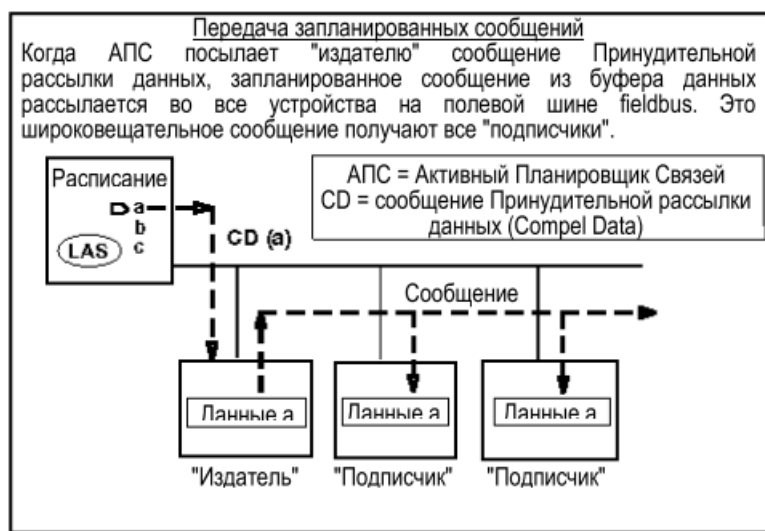 Передача запланированных сообщений
Когда АПС посылает "издателю" сообщение Принудительной
рассылки данных, запланированное сообщение из буфера данных
рассылается во все устройства на полевой шине fieldbus. Это
широковещательное сообщение получают все "подписчики".
Расписание
a
b
c
LAS
CD (a)
АПС = Активный Планировщик Связей
CD = сообщение Принудительной рассылки
данных (Compel Data)
Сообщение
Данные a
Данные a
Данные a
"Издатель"
"Подписчик"
"Подписчик"